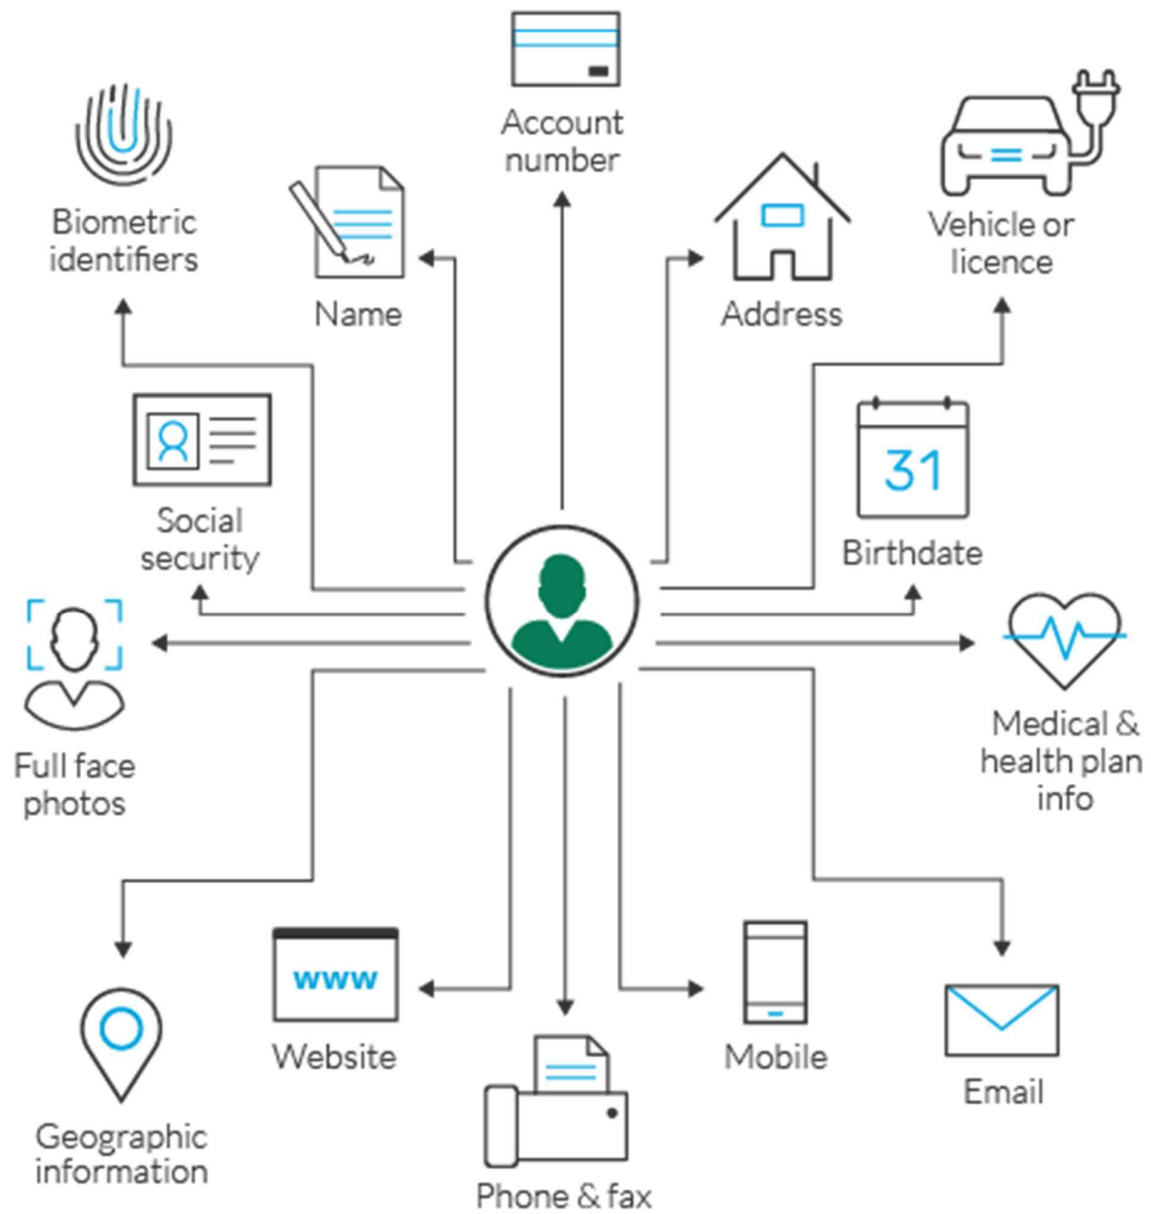 Account
number
Biometric
identifiers
Vehicle or
licence
Name
Address
Social
security
31
Birthdate
Full face
photos
Medical &
health plan
info
www
Website
Mobile
Email
Geographic
information
Phone & fax